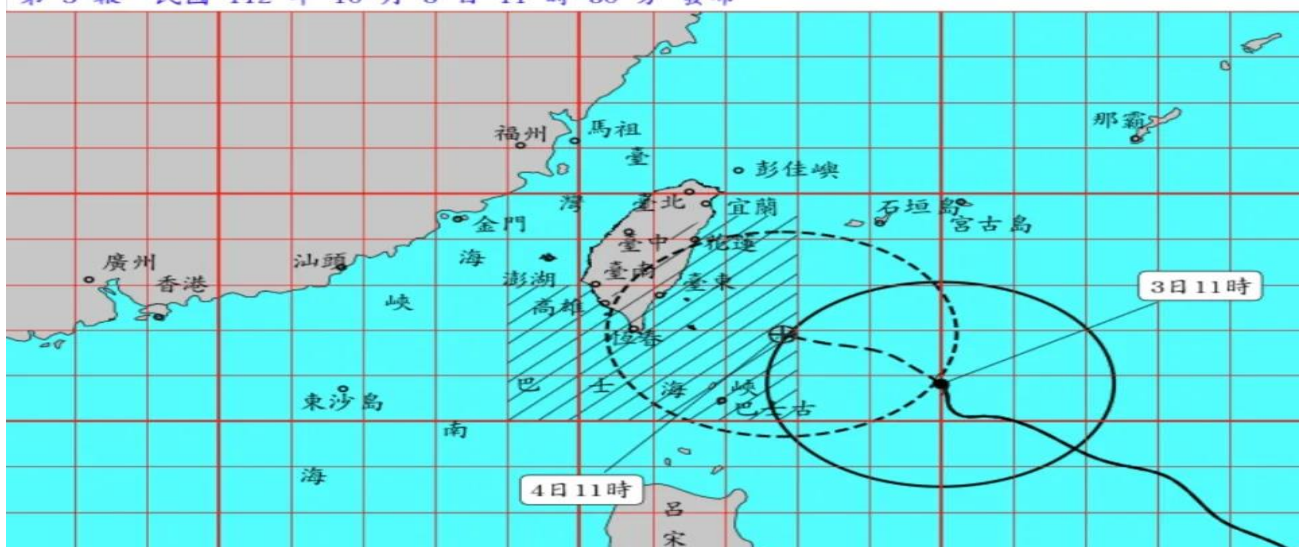 福州
馬祖
那霸
臺
彭佳嶼
臺北
宜蘭
石垣島
宮古島
灣
金門
臺中
花蓮
海
廣州
汕頭
澎湖
臺南
臺東
香港
3日11時
高雄
峽
恆春
巴
士
海
峽
東沙島
巴士古
南
海
4日11時
呂
宋